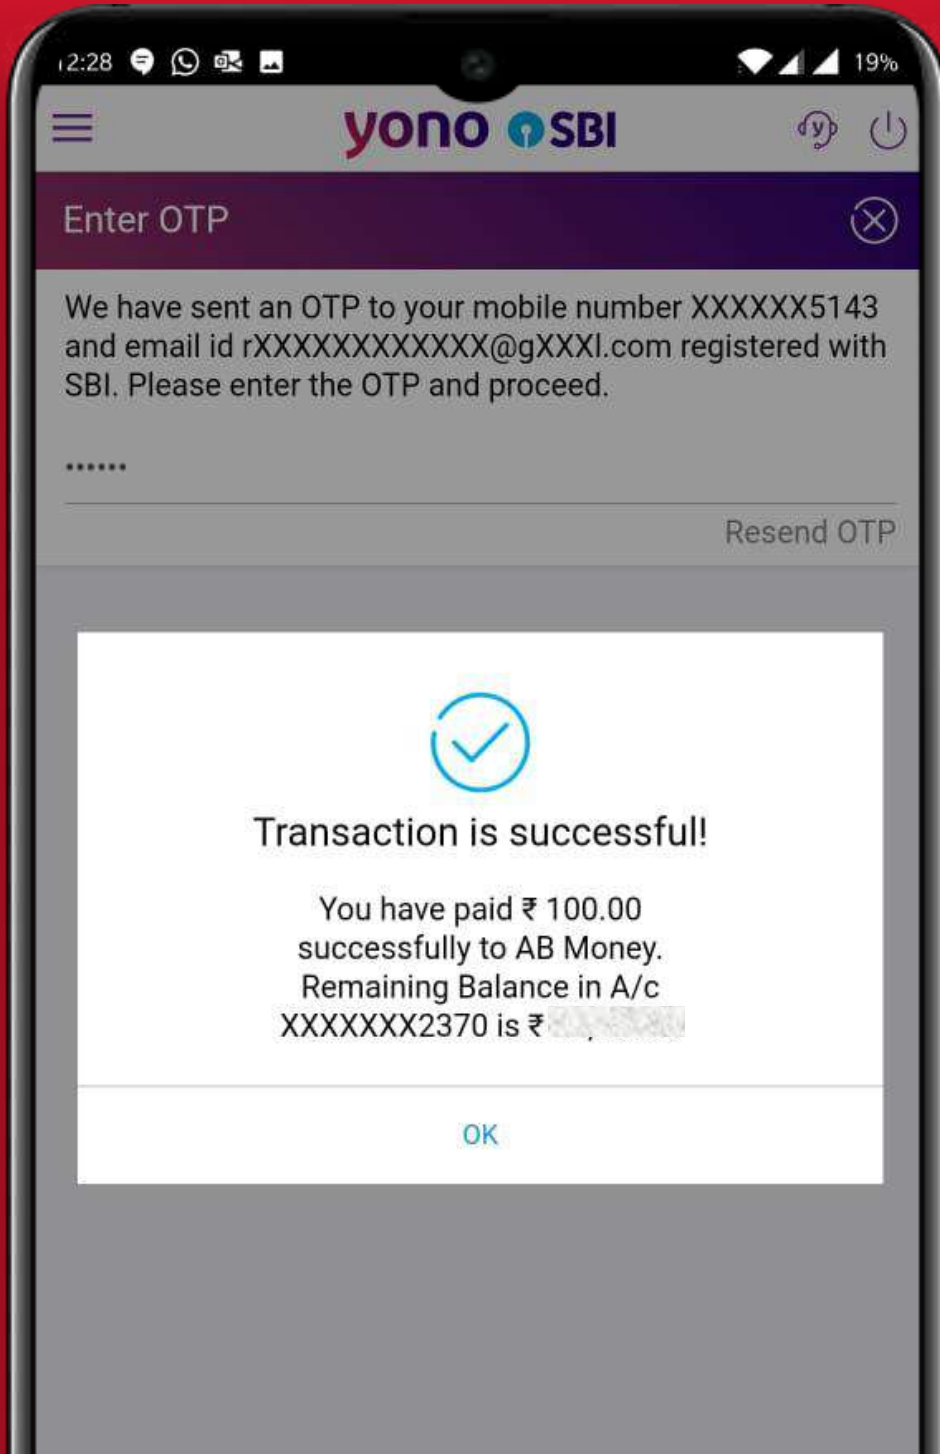 12:28 19%
yono SBI
Enter OTP
We have sent an OTP to your mobile number XXXXXX5143
and email id rXXXXXXXXXXXX@gXXXl.com registered with
SBI. Please enter the OTP and proceed.
••••••
Resend OTP
Transaction is successful!
You have paid ₹ 100.00
successfully to AB Money.
Remaining Balance in A/c
XXXXXXX2370 is ₹
OK